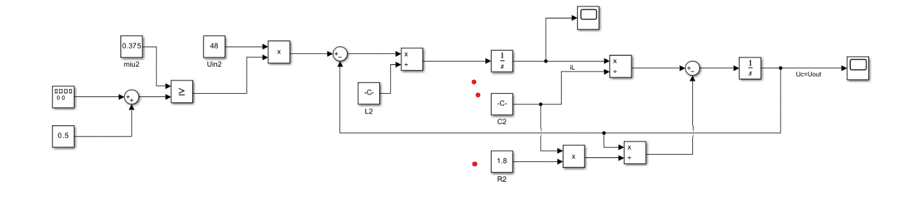 0.375
miu2
48
Uin2
x
x
÷
1
s
x
÷
iL
1
s
Uc=Uout
≥
0.5
-C-
L2
-C-
C2
1.8
R2
x
x
÷